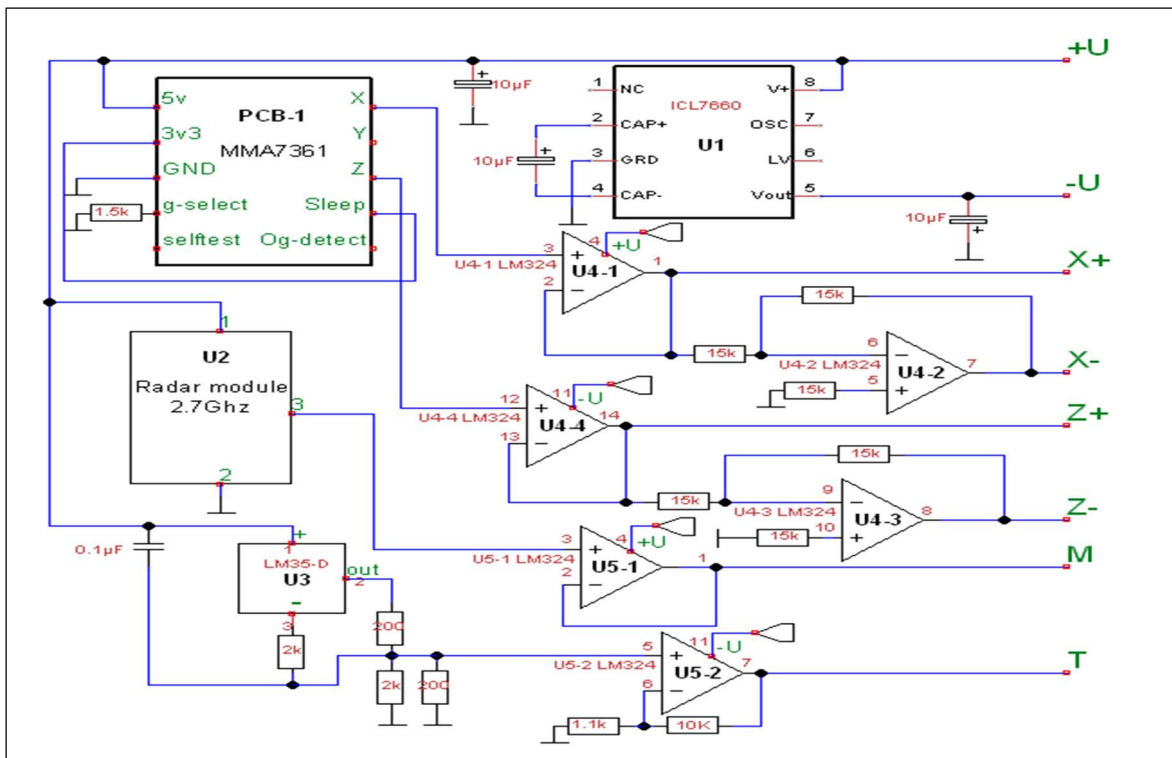 +U
5v
3v3
GND
g-select
selftest
PCB-1
MMA7361
X
Y
Z
Sleep
Og-detect
1.5k
10µF
10µF
1
NC
2
CAP+
3
GRD
4
CAP-
ICL7660
U1
V+
8
OSC
7
LV
6
Vout
5
-U
10µF
3
2
4
+U
1
U4-1 LM324
U4-1
X+
15k
15k
6
5
7
U4-2 LM324
U4-2
15k
X-
1
U2
Radar module
2.7Ghz
3
2
12
13
11
-U
14
U4-4 LM324
U4-4
Z+
15k
15k
9
10
8
U4-3 LM324
U4-3
15k
Z-
3
2
4
+U
1
U5-1 LM324
U5-1
M
0.1µF
+
1
LM35-D
U3
out
2
-
3
2k
200
2k
200
5
6
11
-U
7
U5-2 LM324
U5-2
T
1.1k
10K